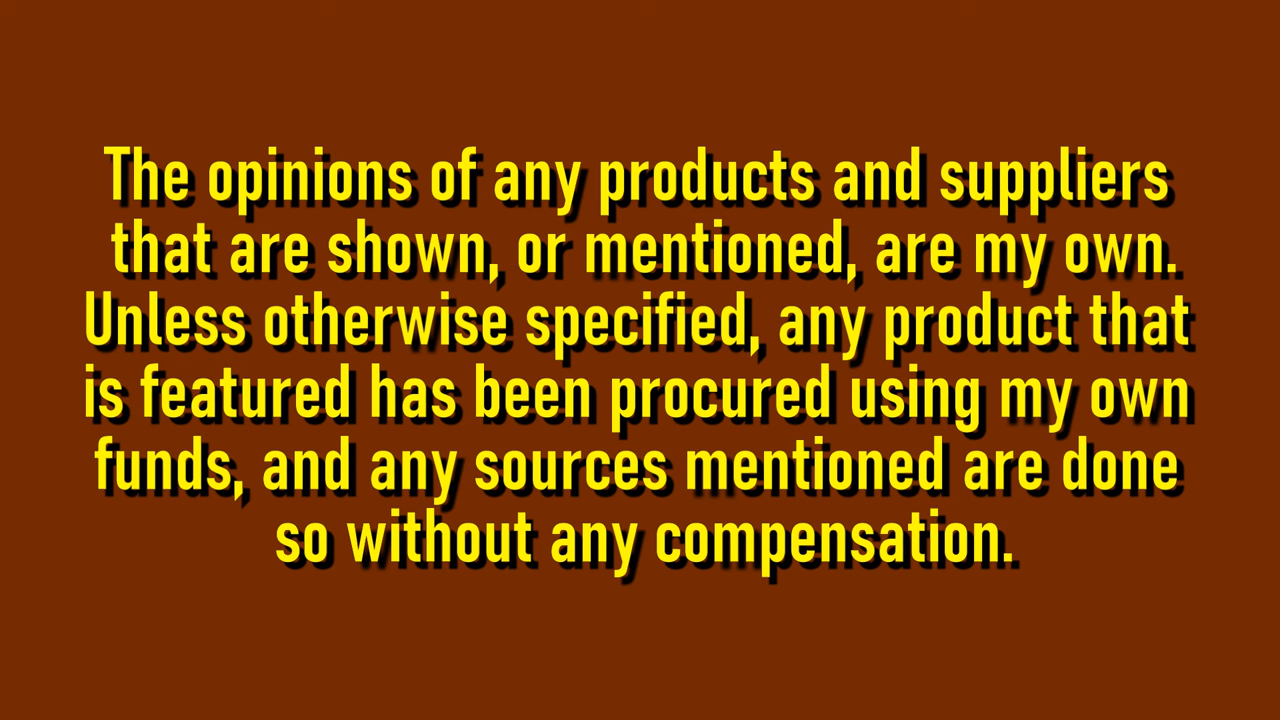 The opinions of any products and suppliers
that are shown, or mentioned, are my own.
Unless otherwise specified, any product that
is featured has been procured using my own
funds, and any sources mentioned are done
so without any compensation.